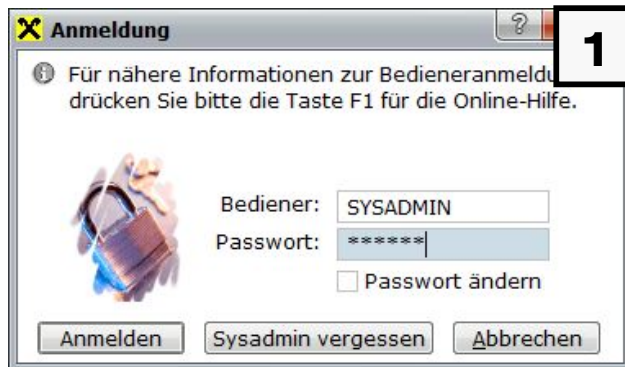 Anmeldung
?
1
Für nähere Informationen zur
drücken Sie bitte die Taste F1 für die Online-Hilfe.
Bediener: SYSADMIN
Passwort: ******
Passwort ändern
Anmelden Sysadmin vergessen Abbrechen